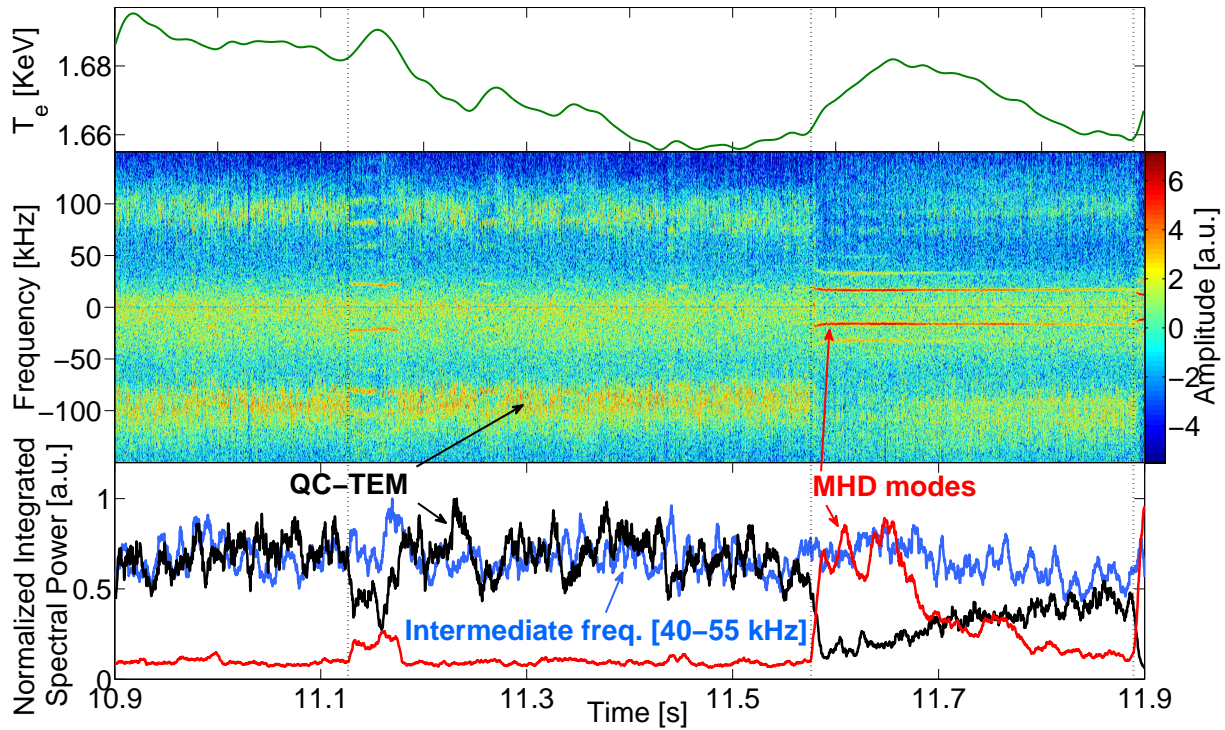 T_e [KeV]
1.68
1.66
Frequency [kHz]
100
50
0
−50
−100
6
4
2
0
−2
−4
Amplitude [a.u.]
Normalized Integrated
Spectral Power [a.u.]
1
0.5
0
QC−TEM
MHD modes
Intermediate freq. [40−55 kHz]
10.9
11.1
11.3
11.5
11.7
11.9
Time [s]